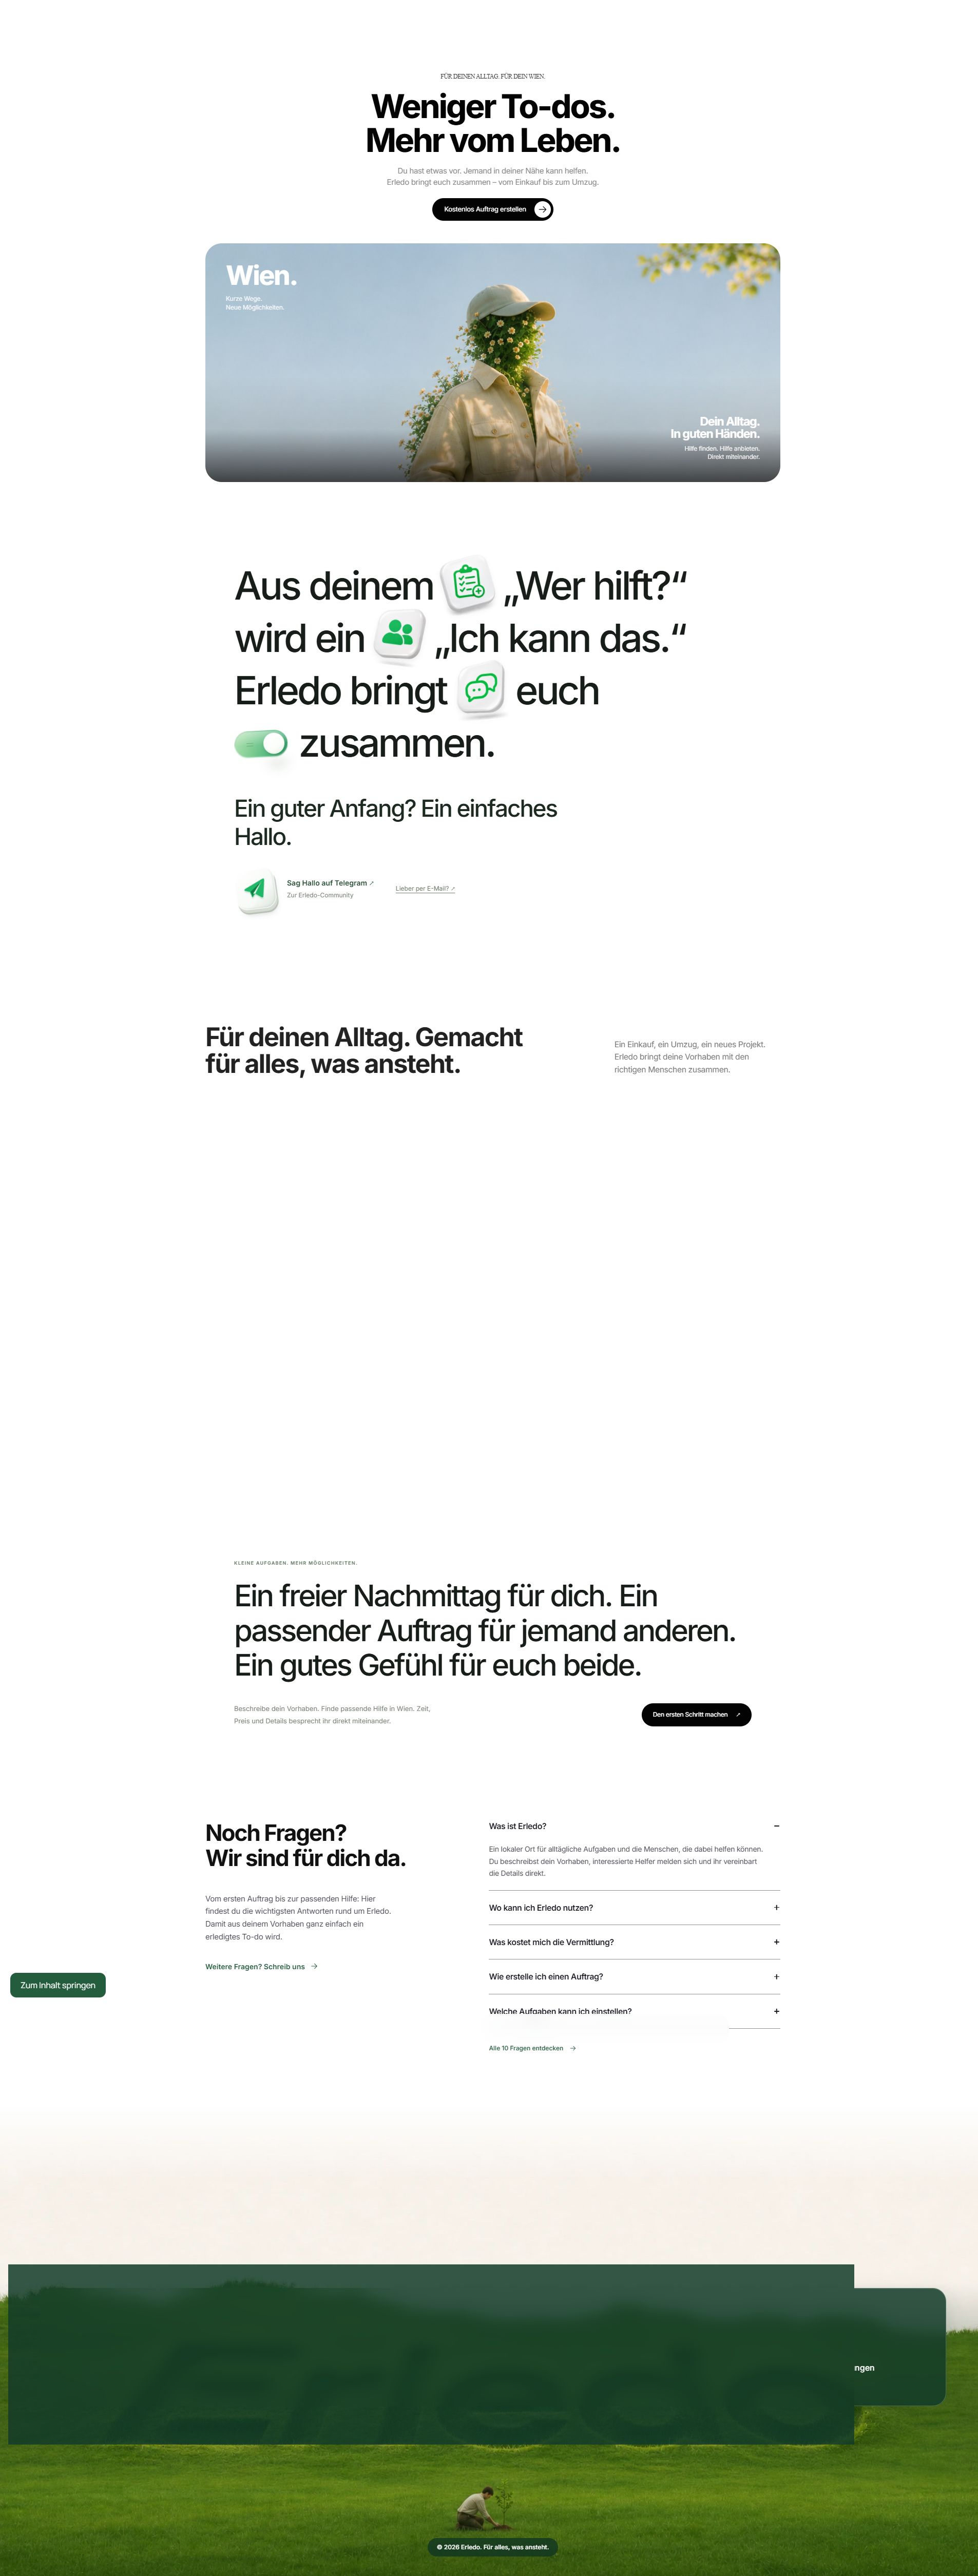 FÜR DEINEN ALLTAG. FÜR DEIN WIEN.
Weniger To-dos.
Mehr vom Leben.
Du hast etwas vor. Jemand in deiner Nähe kann helfen.
Erledo bringt euch zusammen – vom Einkauf bis zum Umzug.
Kostenlos Auftrag erstellen →
Wien.
Kurze Wege.
Neue Möglichkeiten.
Dein Alltag.
In guten Händen.
Hilfe finden. Hilfe anbieten.
Direkt miteinander.
Aus deinem „Wer hilft?“
wird ein „Ich kann das.“
Erledo bringt euch
zusammen.
Ein guter Anfang? Ein einfaches
Hallo.
Sag Hallo auf Telegram ↗
Zur Erledo-Community
Lieber per E-Mail? ↗
Für deinen Alltag. Gemacht
für alles, was ansteht.
Ein Einkauf, ein Umzug, ein neues Projekt.
Erledo bringt deine Vorhaben mit den
richtigen Menschen zusammen.
KLEINE AUFGABEN. MEHR MÖGLICHKEITEN.
Ein freier Nachmittag für dich. Ein
passender Auftrag für jemand anderen.
Ein gutes Gefühl für euch beide.
Beschreibe dein Vorhaben. Finde passende Hilfe in Wien. Zeit,
Preis und Details besprecht ihr direkt miteinander.
Den ersten Schritt machen ↗
Noch Fragen?
Wir sind für dich da.
Vom ersten Auftrag bis zur passenden Hilfe: Hier
findest du die wichtigsten Antworten rund um Erledo.
Damit aus deinem Vorhaben ganz einfach ein
erledigtes To-do wird.
Weitere Fragen? Schreib uns →
Was ist Erledo? −
Ein lokaler Ort für alltägliche Aufgaben und die Menschen, die dabei helfen können.
Du beschreibst dein Vorhaben, interessierte Helfer melden sich und ihr vereinbart
die Details direkt.
Wo kann ich Erledo nutzen? +
Was kostet mich die Vermittlung? +
Wie erstelle ich einen Auftrag? +
Welche Aufgaben kann ich einstellen? +
Alle 10 Fragen entdecken →
Zum Inhalt springen
Erledo
ngen
© 2026 Erledo. Für alles, was ansteht.